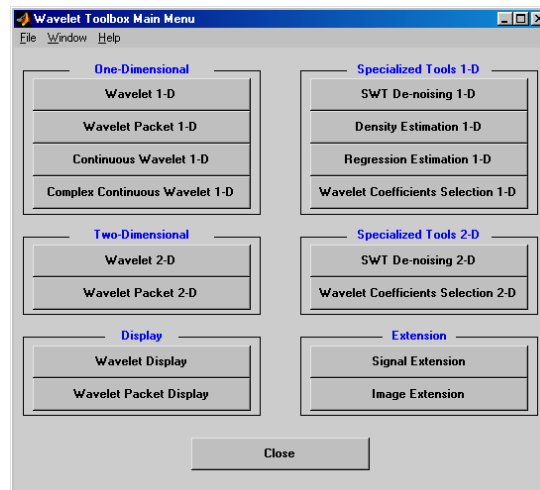 Wavelet Toolbox Main Menu
File Window Help
One-Dimensional
Wavelet 1-D
Wavelet Packet 1-D
Continuous Wavelet 1-D
Complex Continuous Wavelet 1-D
Specialized Tools 1-D
SWT De-noising 1-D
Density Estimation 1-D
Regression Estimation 1-D
Wavelet Coefficients Selection 1-D
Two-Dimensional
Wavelet 2-D
Wavelet Packet 2-D
Specialized Tools 2-D
SWT De-noising 2-D
Wavelet Coefficients Selection 2-D
Display
Wavelet Display
Wavelet Packet Display
Extension
Signal Extension
Image Extension
Close